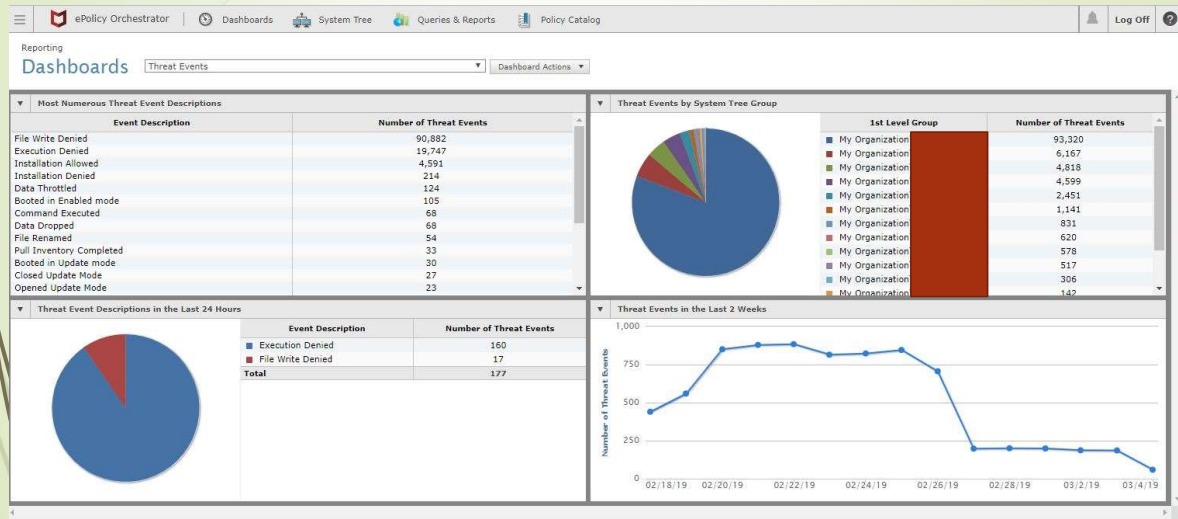 ePolicy Orchestrator Dashboards System Tree Queries & Reports Policy Catalog Log Off ?
Reporting
Dashboards Threat Events Dashboard Actions
Most Numerous Threat Event Descriptions
Event Description Number of Threat Events
File Write Denied 90,882
Execution Denied 19,747
Installation Allowed 4,591
Installation Denied 214
Data Throttled 124
Booted in Enabled mode 105
Command Executed 68
Data Dropped 68
File Renamed 54
Pull Inventory Completed 33
Booted in Update mode 30
Closed Update Mode 27
Opened Update Mode 23
Threat Events by System Tree Group
1st Level Group Number of Threat Events
My Organization 93,320
My Organization 6,167
My Organization 4,818
My Organization 4,599
My Organization 2,451
My Organization 1,141
My Organization 831
My Organization 620
My Organization 578
My Organization 517
My Organization 306
My Organization 142
Threat Event Descriptions in the Last 24 Hours
Event Description Number of Threat Events
Execution Denied 160
File Write Denied 17
Total 177
Threat Events in the Last 2 Weeks
Number of Threat Events
1,000
750
500
250
0
02/18/19 02/20/19 02/22/19 02/24/19 02/26/19 02/28/19 03/2/19 03/4/19